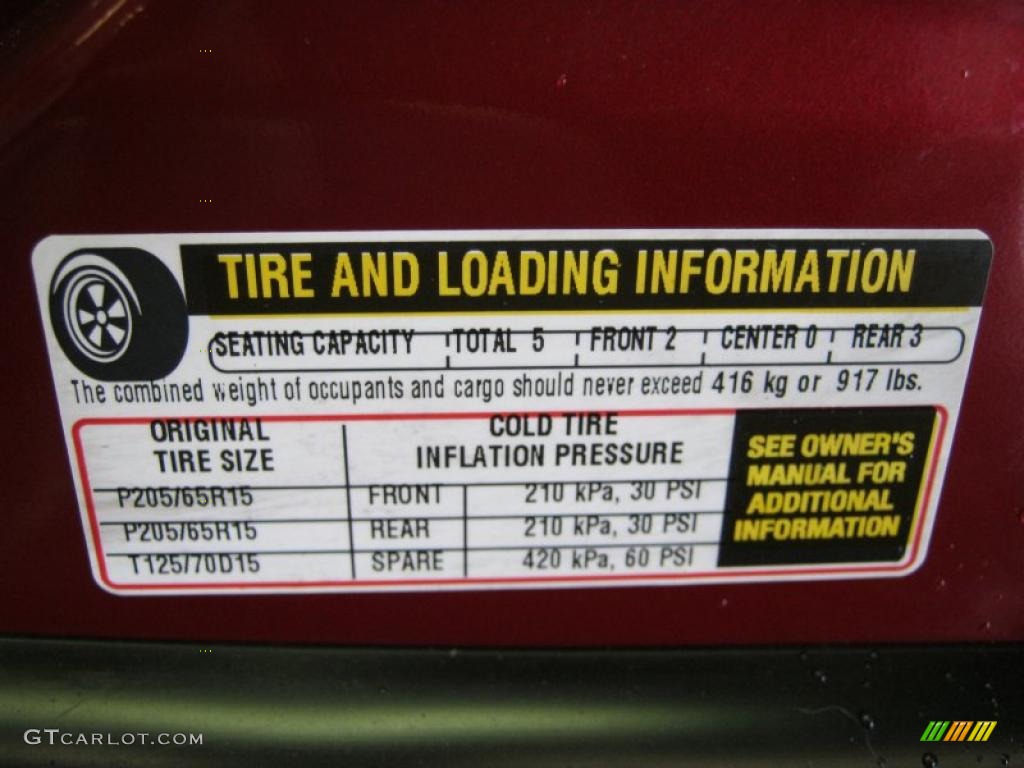 TIRE AND LOADING INFORMATION
SEATING CAPACITY TOTAL 5 FRONT 2 CENTER 0 REAR 3
The combined weight of occupants and cargo should never exceed 416 kg or 917 lbs.
ORIGINAL TIRE SIZE
COLD TIRE INFLATION PRESSURE
P205/65R15 FRONT 210 kPa, 30 PSI
P205/65R15 REAR 210 kPa, 30 PSI
T125/70D15 SPARE 420 kPa, 60 PSI
SEE OWNER'S
MANUAL FOR
ADDITIONAL
INFORMATION
GTCARLOT.COM